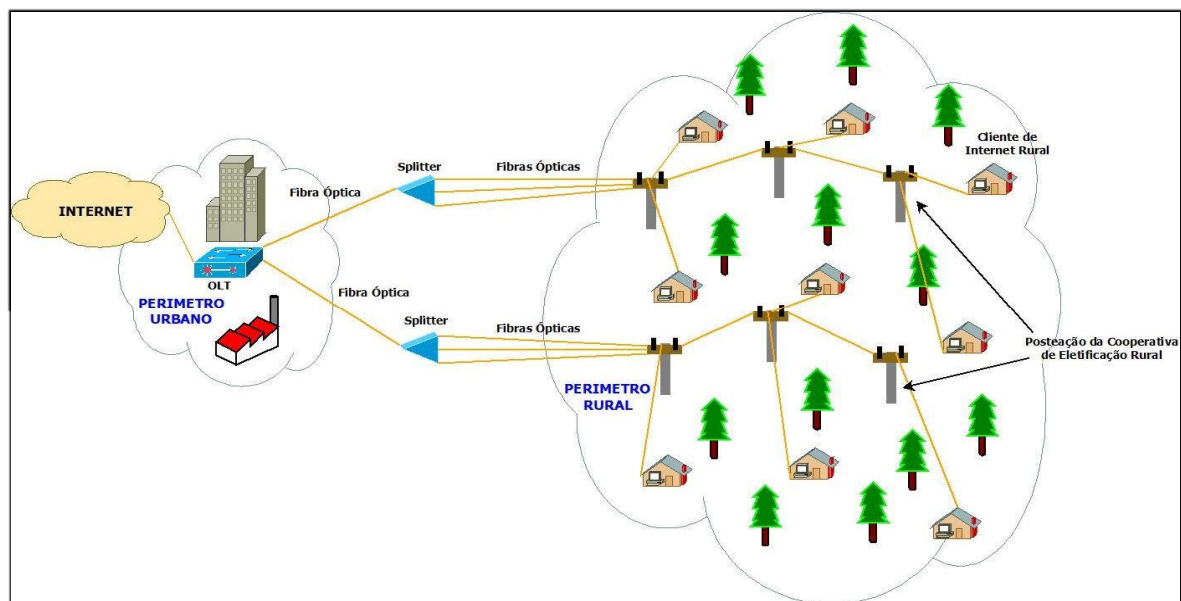 INTERNET
Fibra Óptica
OLT
PERIMETRO
URBANO
Fibra Óptica
Splitter
Fibras Ópticas
Splitter
Fibras Ópticas
Cliente de
Internet Rural
Posteação da Cooperativa
de Eletificação Rural
PERIMETRO
RURAL